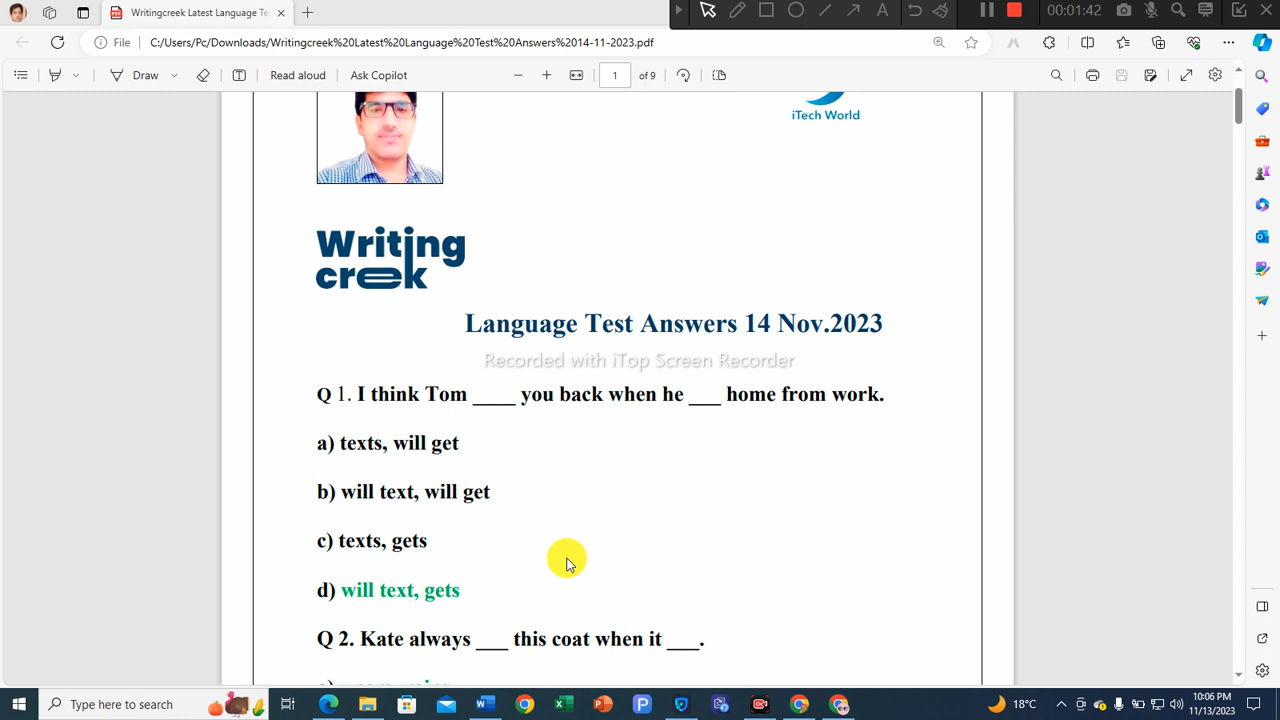 Writingcreek Latest Language Te
00:01:42
File
C:/Users/Pc/Downloads/Writingcreek%20Latest%20Language%20Test%20Answers%2014-11-2023.pdf
Draw
Read aloud
Ask Copilot
1
of 9
iTech World
Writing
creek
Language Test Answers 14 Nov.2023
Recorded with iTop Screen Recorder
Q 1. I think Tom ____ you back when he ___ home from work.
a) texts, will get
b) will text, will get
c) texts, gets
d) will text, gets
Q 2. Kate always ___ this coat when it ___.
Type here to search
18°C
10:06 PM
11/13/2023